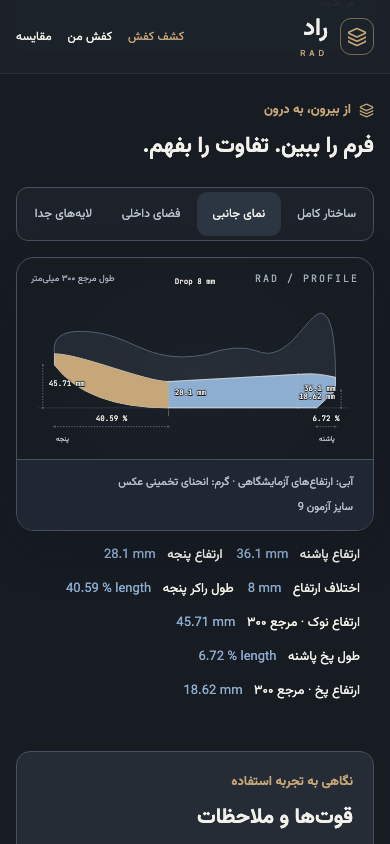 راد
RAD
کشف کفش
کفش من
مقایسه
از بیرون، به درون
فرم را ببین. تفاوت را بفهم.
ساختار کامل
نمای جانبی
فضای داخلی
لایه‌های جدا
RAD / PROFILE
Drop 8 mm
طول مرجع ۳۰۰ میلی‌متر
45.71 mm
28.1 mm
36.1 mm
18.62 mm
40.59 %
6.72 %
پنجه
پاشنه
آبی: ارتفاع‌های آزمایشگاهی · گرم: انحنای تخمینی عکس
سایز آزمون 9
ارتفاع پاشنه 36.1 mm ارتفاع پنجه 28.1 mm
اختلاف ارتفاع 8 mm طول راکر پنجه 40.59 % length
ارتفاع نوک · مرجع ۳۰۰ 45.71 mm
طول پخ پاشنه 6.72 % length
ارتفاع پخ · مرجع ۳۰۰ 18.62 mm
نگاهی به تجربه استفاده
قوت‌ها و ملاحظات